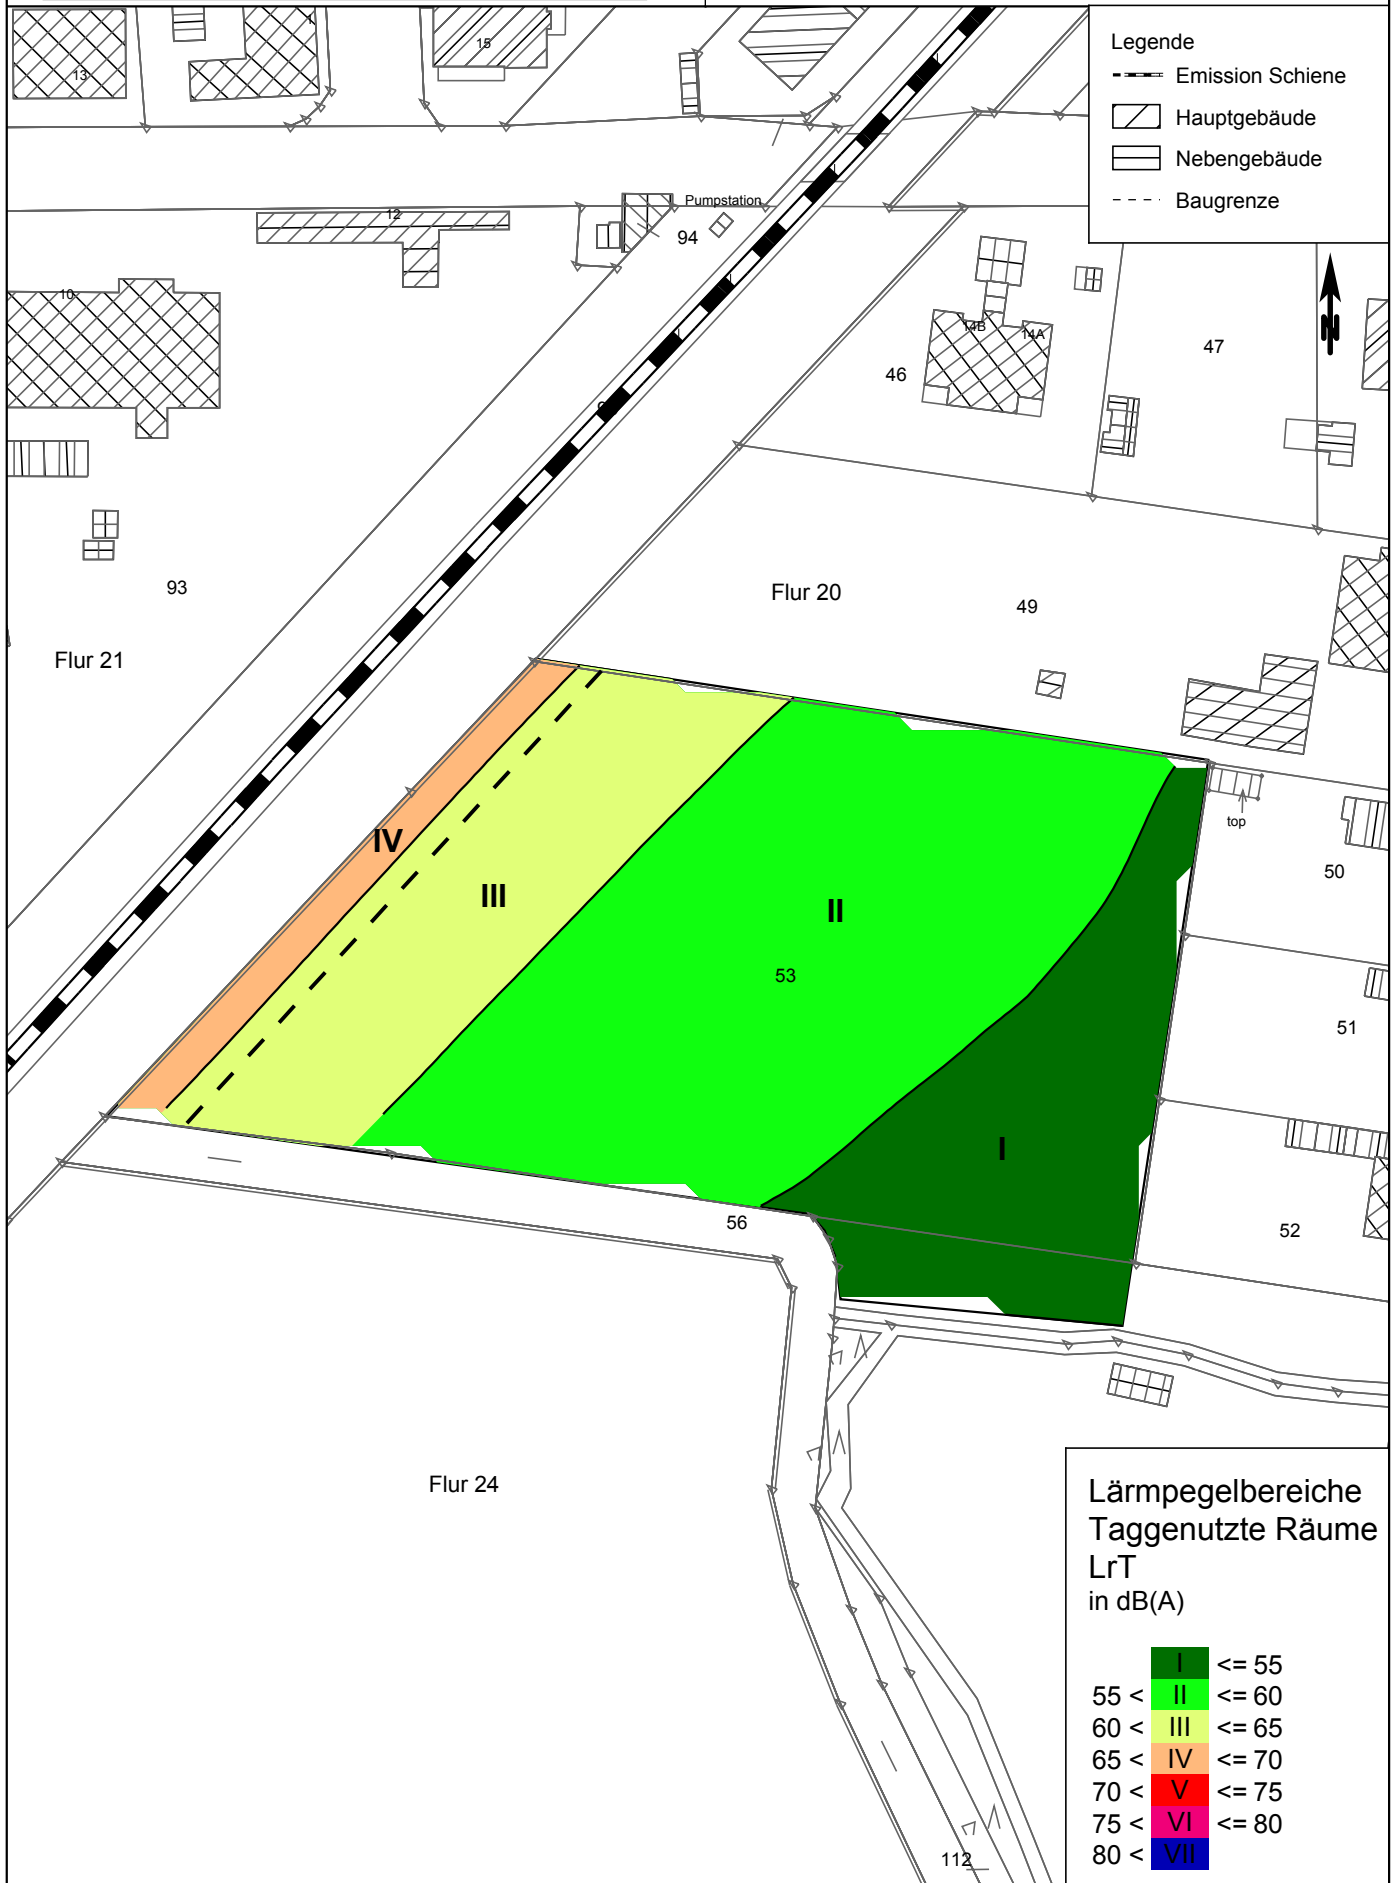 Legende
Emission Schiene
Hauptgebäude
Nebengebäude
Baugrenze
13
15
12
Pumpstation
94
10
14B
14A
46
47
N
93
Flur 20
49
Flur 21
IV
III
II
53
top
50
51
I
56
52
Flur 24
112
Lärmpegelbereiche
Taggenutzte Räume
LrT
in dB(A)
I <= 55
55 < II <= 60
60 < III <= 65
65 < IV <= 70
70 < V <= 75
75 < VI <= 80
80 < VII